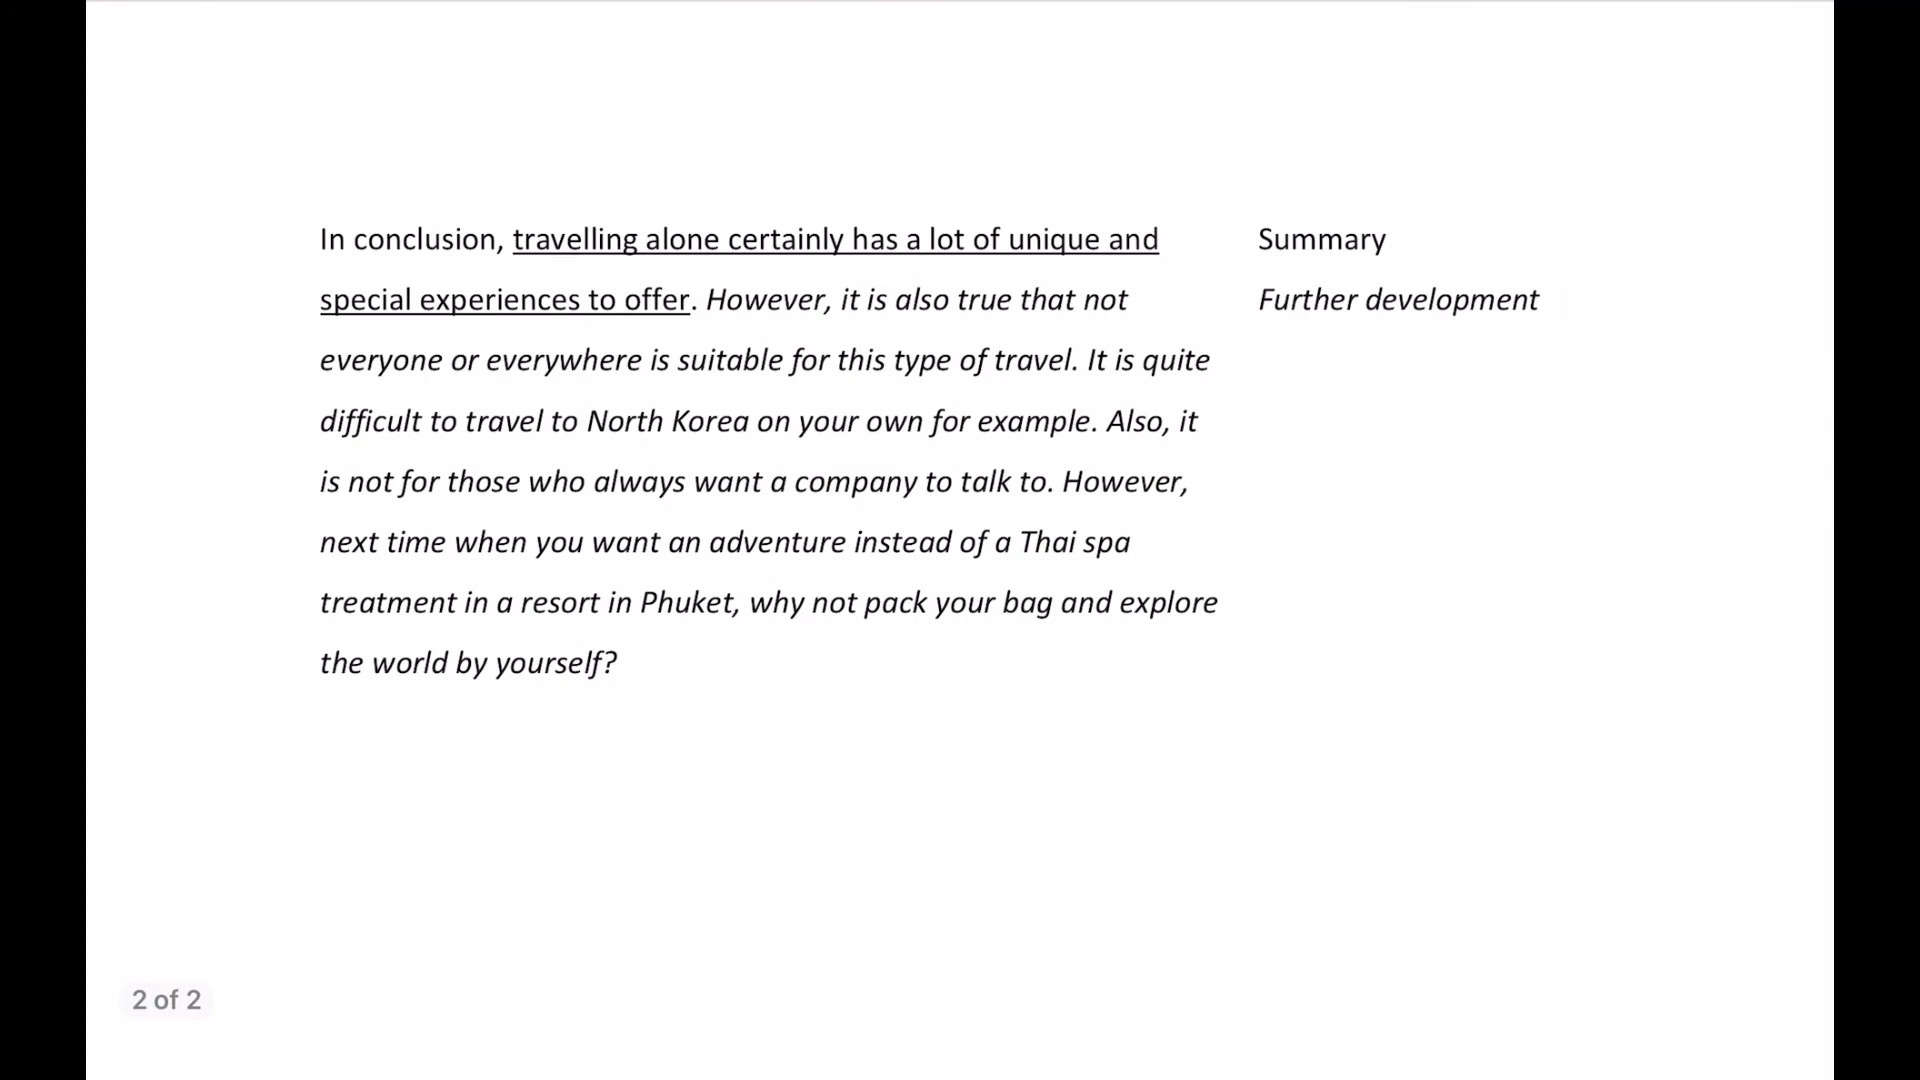 In conclusion, travelling alone certainly has a lot of unique and
special experiences to offer. However, it is also true that not
everyone or everywhere is suitable for this type of travel. It is quite
difficult to travel to North Korea on your own for example. Also, it
is not for those who always want a company to talk to. However,
next time when you want an adventure instead of a Thai spa
treatment in a resort in Phuket, why not pack your bag and explore
the world by yourself?
Summary
Further development
2 of 2